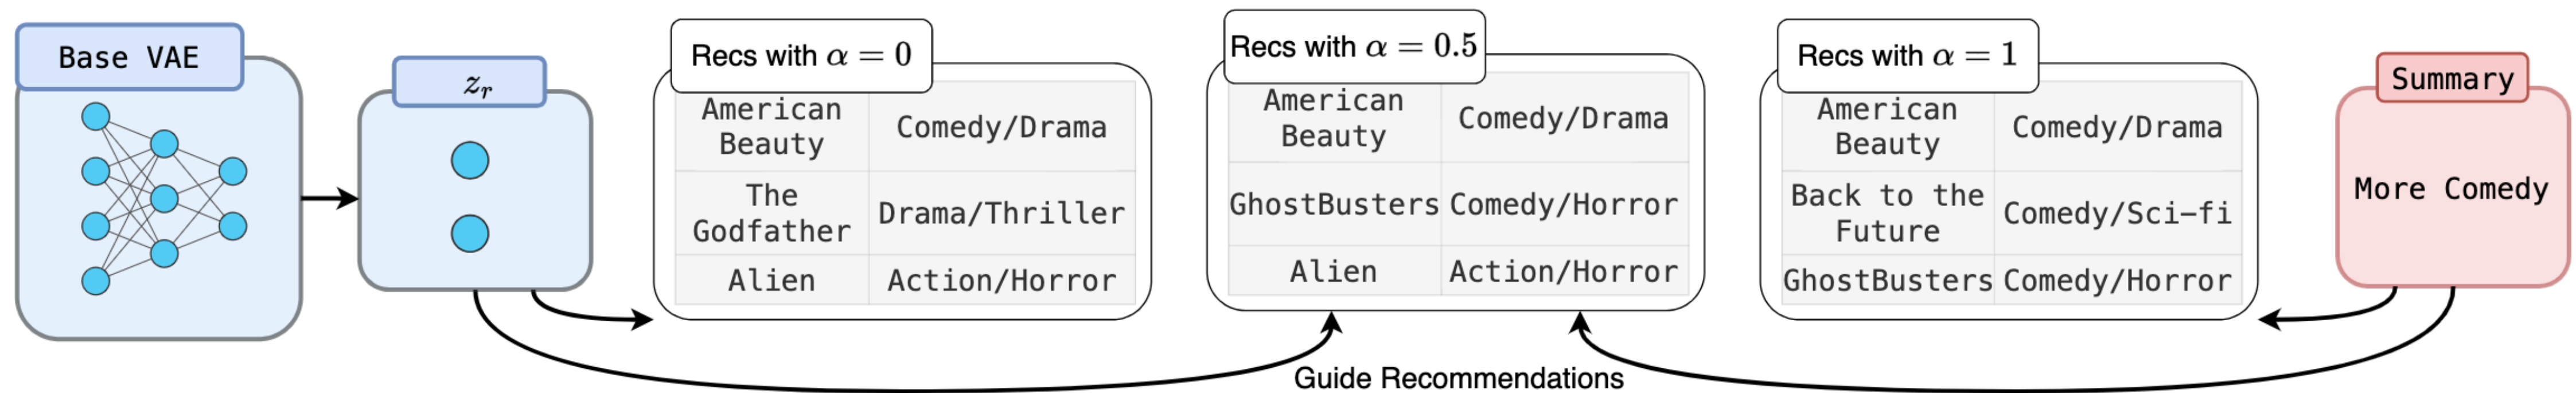 Base VAE
z_r
Recs with α = 0
American
Beauty
Comedy/Drama
The
Godfather
Drama/Thriller
Alien
Action/Horror
Recs with α = 0.5
American
Beauty
Comedy/Drama
GhostBusters
Comedy/Horror
Alien
Action/Horror
Recs with α = 1
American
Beauty
Comedy/Drama
Back to the
Future
Comedy/Sci-fi
GhostBusters
Comedy/Horror
Summary
More Comedy
Guide Recommendations